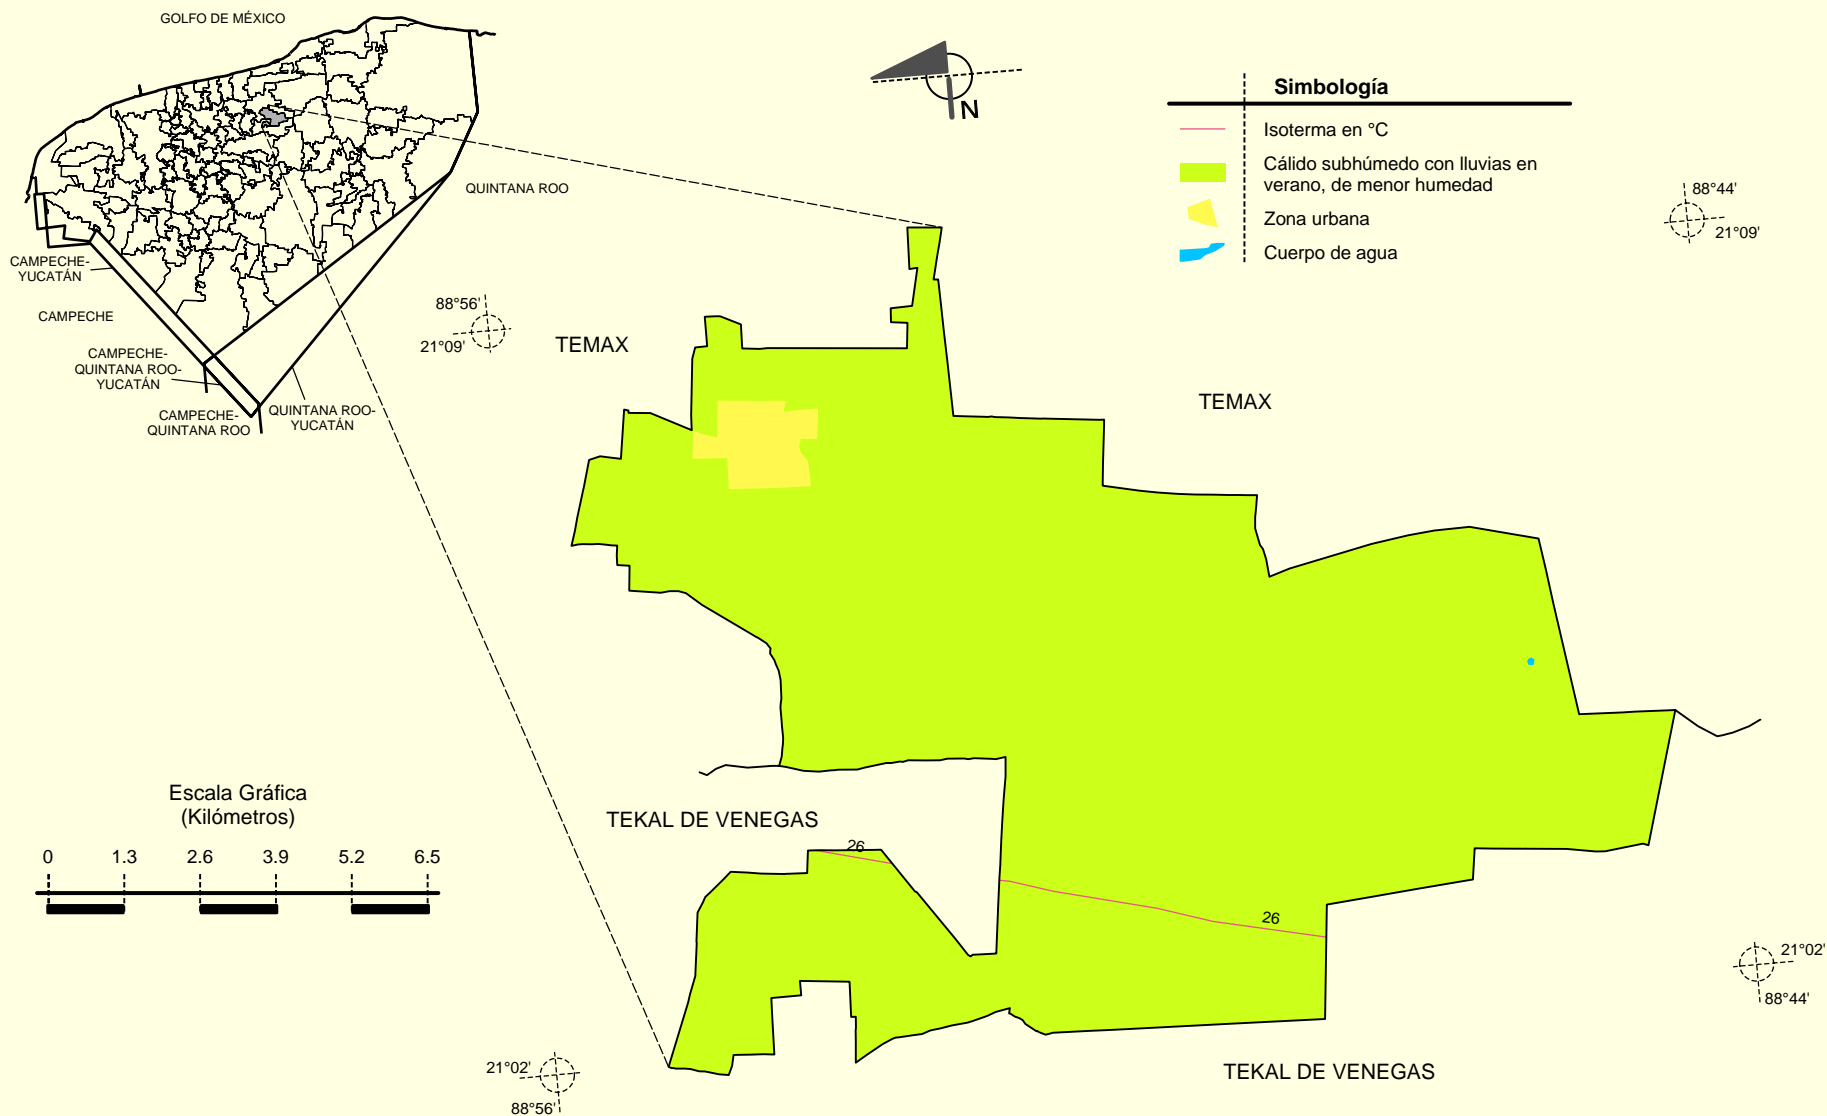 GOLFO DE MÉXICO
QUINTANA ROO
CAMPECHE-
YUCATÁN
CAMPECHE
CAMPECHE-
QUINTANA ROO-
YUCATÁN
CAMPECHE-
QUINTANA ROO
QUINTANA ROO-
YUCATÁN
N
Simbología
Isoterma en °C
Cálido subhúmedo con lluvias en
verano, de menor humedad
Zona urbana
Cuerpo de agua
88°44'
21°09'
88°56'
21°09'
TEMAX
TEMAX
TEKAL DE VENEGAS
26
26
Escala Gráfica
(Kilómetros)
0 1.3 2.6 3.9 5.2 6.5
21°02'
88°44'
21°02'
88°56'
TEKAL DE VENEGAS